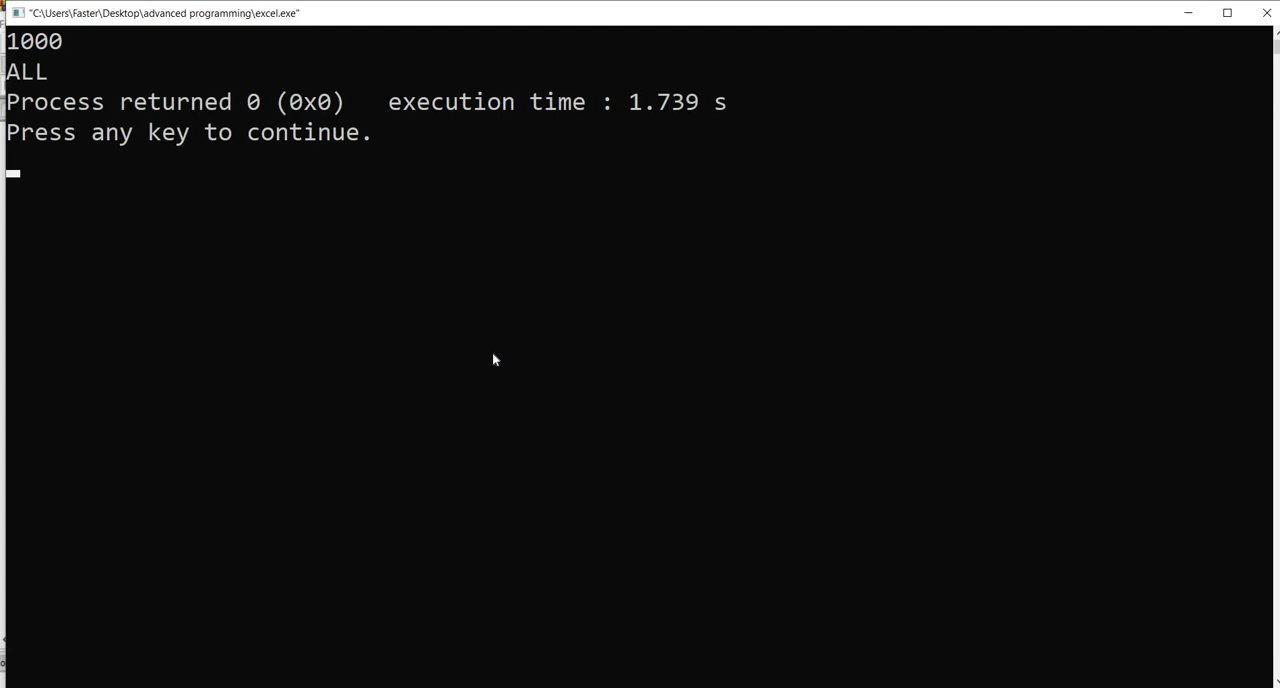 "C:\Users\Faster\Desktop\advanced programming\excel.exe"
1000
ALL
Process returned 0 (0x0)   execution time : 1.739 s
Press any key to continue.